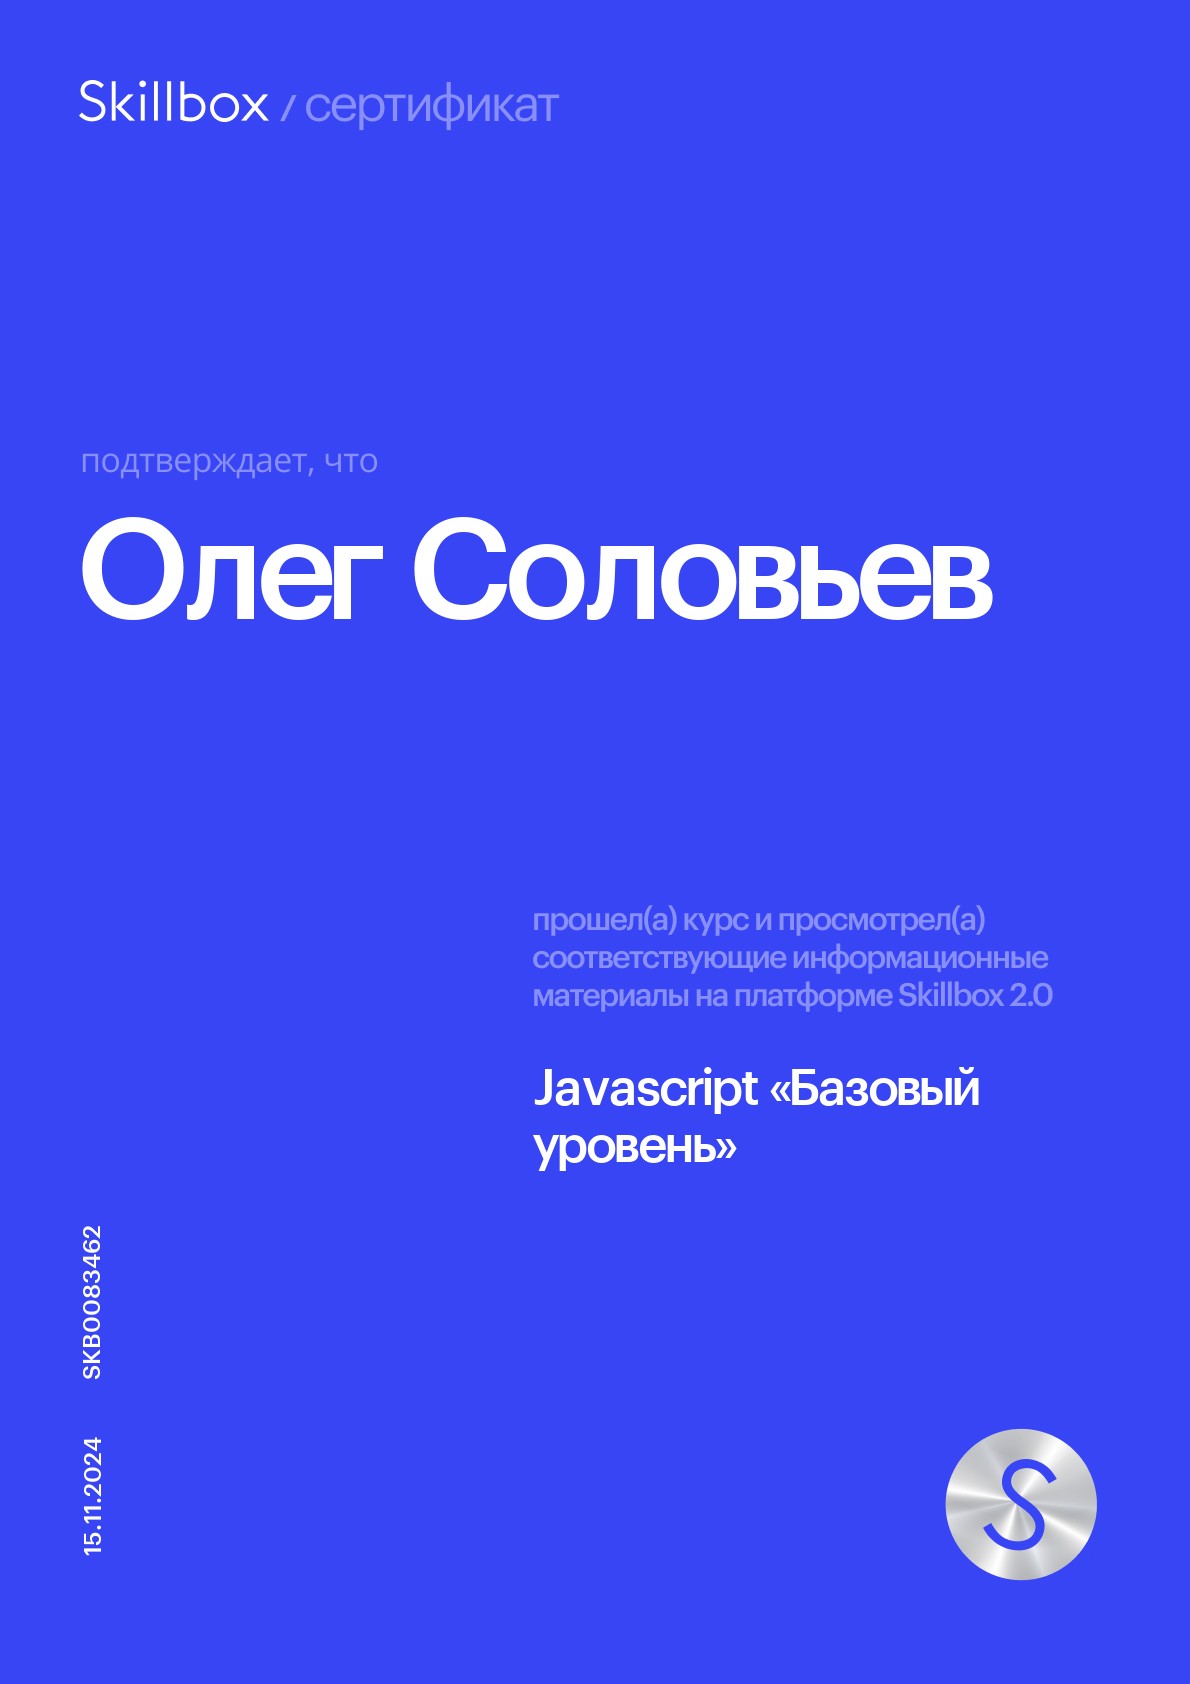 Skillbox / сертификат
подтверждает, что
Олег Соловьев
прошел(а) курс и просмотрел(а)
соответствующие информационные
материалы на платформе Skillbox 2.0
Javascript «Базовый
уровень»
SKB0083462
15.11.2024
S